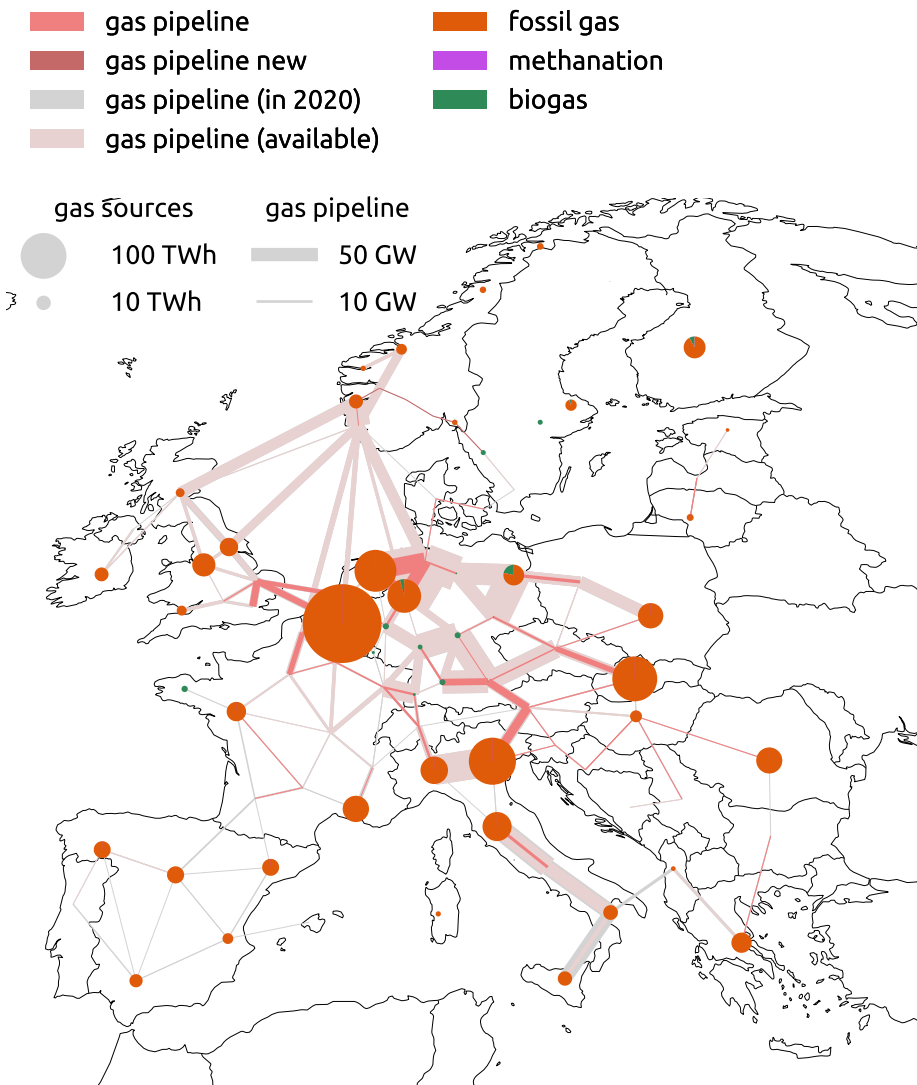 gas pipeline
gas pipeline new
gas pipeline (in 2020)
gas pipeline (available)
fossil gas
methanation
biogas
gas sources
100 TWh
10 TWh
gas pipeline
50 GW
10 GW